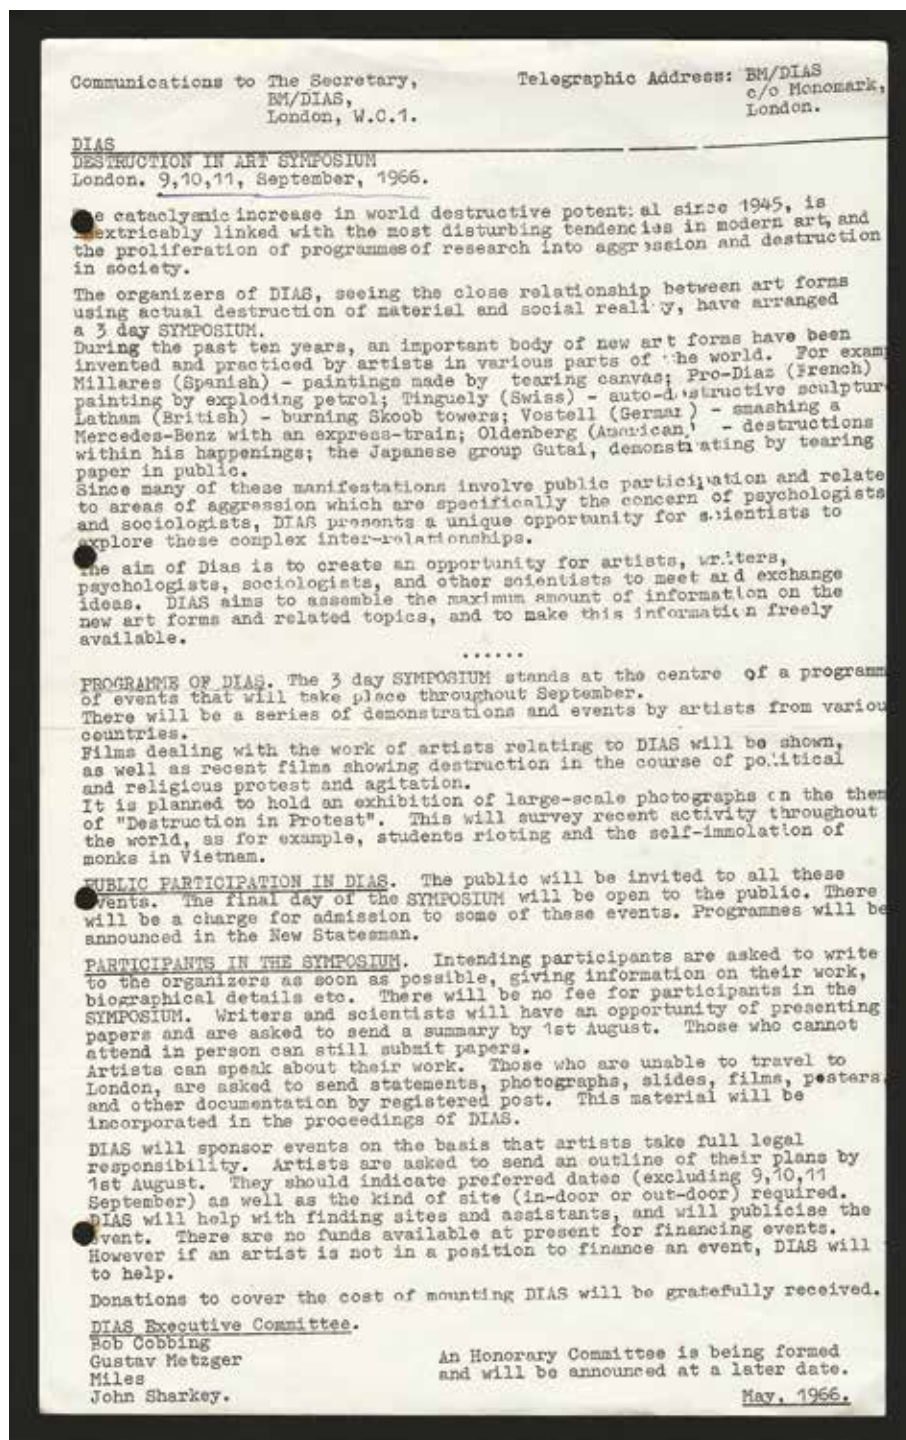 Communications to The Secretary,
BM/DIAS,
London, W.C.1.
Telegraphic Address: BM/DIAS
c/o Monomark,
London.
DIAS
DESTRUCTION IN ART SYMPOSIUM
London. 9,10,11, September, 1966.
e cataclysmic increase in world destructive potential since 1945, is
extricably linked with the most disturbing tendencies in modern art, and
the proliferation of programmes of research into aggression and destruction
in society.
The organizers of DIAS, seeing the close relationship between art forms
using actual destruction of material and social reality, have arranged
a 3 day SYMPOSIUM.
During the past ten years, an important body of new art forms have been
invented and practiced by artists in various parts of the world. For exam
Millares (Spanish) - paintings made by tearing canvas; Pro-Diaz (French)
painting by exploding petrol; Tinguely (Swiss) - auto-destructive sculptur
Latham (British) - burning Skoob towers; Vostell (German) - smashing a
Mercedes-Benz with an express-train; Oldenberg (American) - destructions
within his happenings; the Japanese group Gutai, demonstrating by tearing
paper in public.
Since many of these manifestations involve public participation and relate
to areas of aggression which are specifically the concern of psychologists
and sociologists, DIAS presents a unique opportunity for scientists to
explore these complex inter-relationships.
The aim of Dias is to create an opportunity for artists, writers,
psychologists, sociologists, and other scientists to meet and exchange
ideas. DIAS aims to assemble the maximum amount of information on the
new art forms and related topics, and to make this information freely
available.
......
PROGRAMME OF DIAS. The 3 day SYMPOSIUM stands at the centre of a programm
of events that will take place throughout September.
There will be a series of demonstrations and events by artists from variou
countries.
Films dealing with the work of artists relating to DIAS will be shown,
as well as recent films showing destruction in the course of political
and religious protest and agitation.
It is planned to hold an exhibition of large-scale photographs on the them
of "Destruction in Protest". This will survey recent activity throughout
the world, as for example, students rioting and the self-immolation of
monks in Vietnam.
PUBLIC PARTICIPATION IN DIAS. The public will be invited to all these
events. The final day of the SYMPOSIUM will be open to the public. There
will be a charge for admission to some of these events. Programmes will be
announced in the New Statesman.
PARTICIPANTS IN THE SYMPOSIUM. Intending participants are asked to write
to the organizers as soon as possible, giving information on their work,
biographical details etc. There will be no fee for participants in the
SYMPOSIUM. Writers and scientists will have an opportunity of presenting
papers and are asked to send a summary by 1st August. Those who cannot
attend in person can still submit papers.
Artists can speak about their work. Those who are unable to travel to
London, are asked to send statements, photographs, slides, films, posters,
and other documentation by registered post. This material will be
incorporated in the proceedings of DIAS.
DIAS will sponsor events on the basis that artists take full legal
responsibility. Artists are asked to send an outline of their plans by
1st August. They should indicate preferred dates (excluding 9,10,11
September) as well as the kind of site (in-door or out-door) required.
DIAS will help with finding sites and assistants, and will publicise the
event. There are no funds available at present for financing events.
However if an artist is not in a position to finance an event, DIAS will
to help.
Donations to cover the cost of mounting DIAS will be gratefully received.
DIAS Executive Committee.
Bob Cobbing
Gustav Metzger
Miles
John Sharkey.
An Honorary Committee is being formed
and will be announced at a later date.
May, 1966.